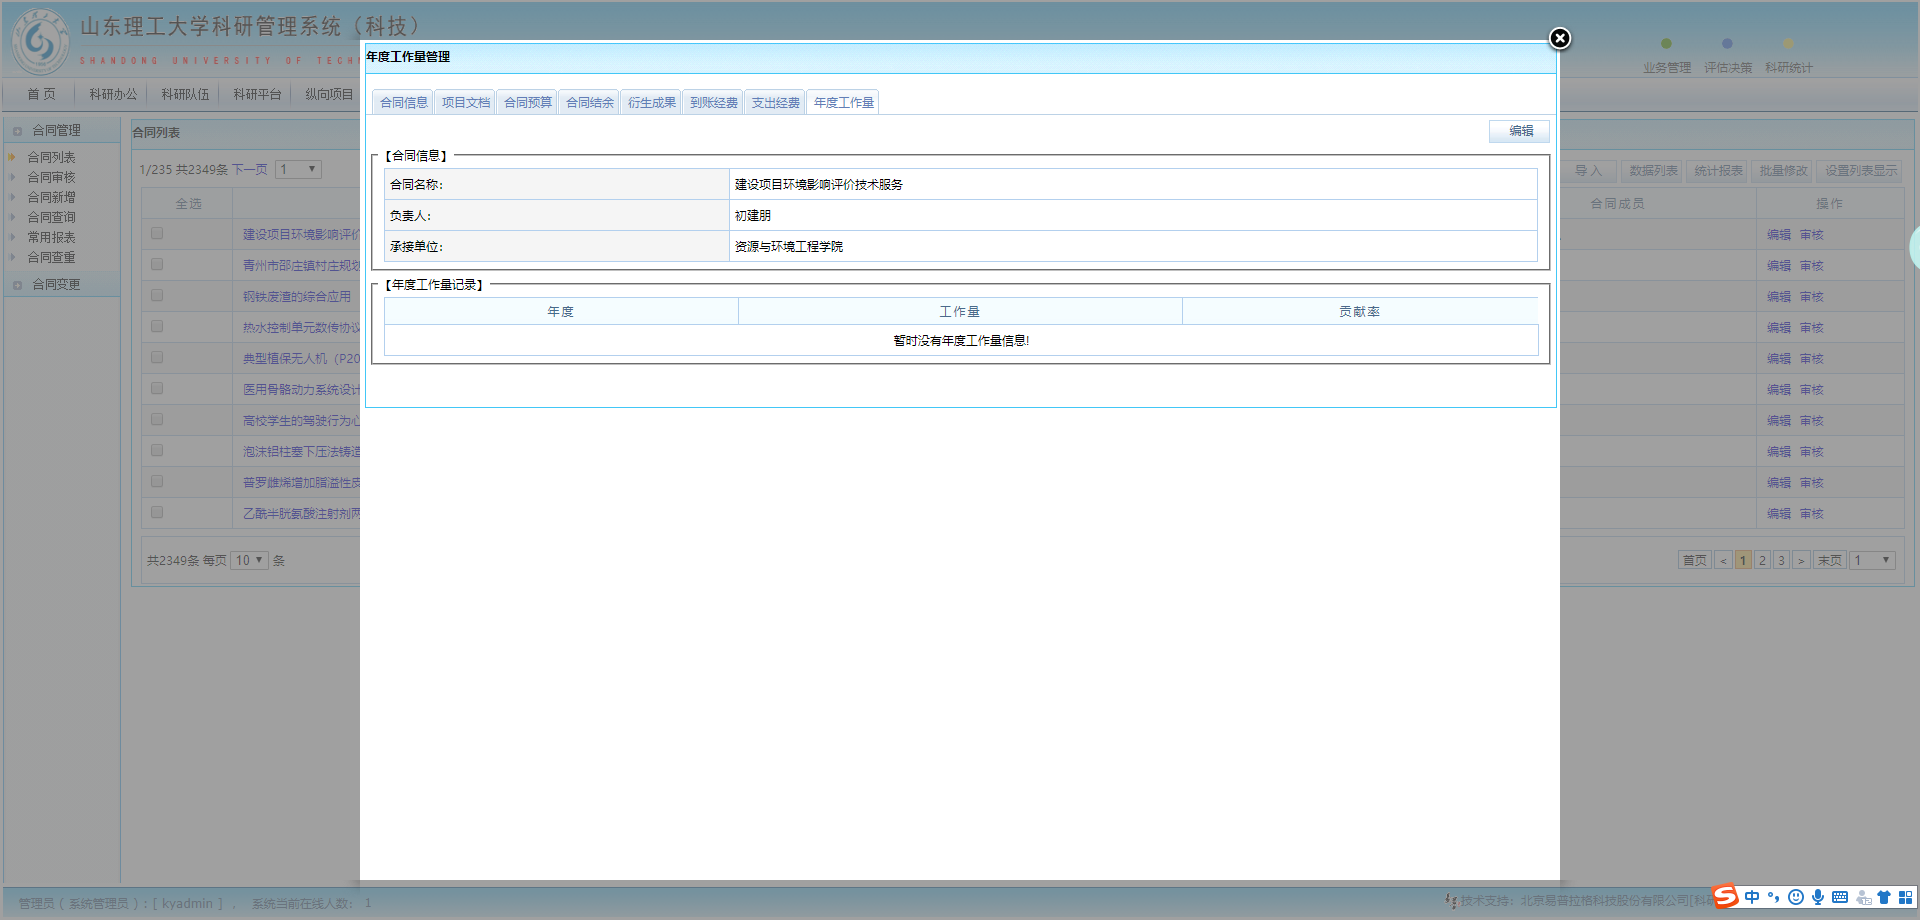 山东理工大学科研管理系统（科技）
SHANDONG UNIVERSITY OF TECHN
业务管理 评估决策 科研统计
首 页 科研办公 科研队伍 科研平台 纵向项目
年度工作量管理
合同信息 项目文档 合同预算 合同结余 衍生成果 到账经费 支出经费 年度工作量
编辑
【合同信息】
合同名称: 建设项目环境影响评价技术服务
负责人: 初建朋
承接单位: 资源与环境工程学院
【年度工作量记录】
年度 工作量 贡献率
暂时没有年度工作量信息!
合同管理
合同列表
合同审核
合同新增
合同查询
常用报表
合同查重
合同变更
合同列表
1/235 共2349条 下一页 1
导入 数据列表 统计报表 批量修改 设置列表显示
全选 合同成员 操作
建设项目环境影响评价 编辑 审核
青州市邵庄镇村庄规划 编辑 审核
钢铁废渣的综合应用 编辑 审核
热水控制单元数传协议 编辑 审核
典型植保无人机（P20 编辑 审核
医用骨骼动力系统设计 编辑 审核
高校学生的驾驶行为心 编辑 审核
泡沫铝柱塞下压法铸造 编辑 审核
普罗雌烯增加脂溢性皮 编辑 审核
乙酰半胱氨酸注射剂两 编辑 审核
共2349条 每页 10 条
首页 < 1 2 3 > 末页 1
管理员 ( 系统管理员 ) : [ kyadmin ] ， 系统当前在线人数: 1
技术支持: 北京易普拉格科技股份有限公司[科研
中